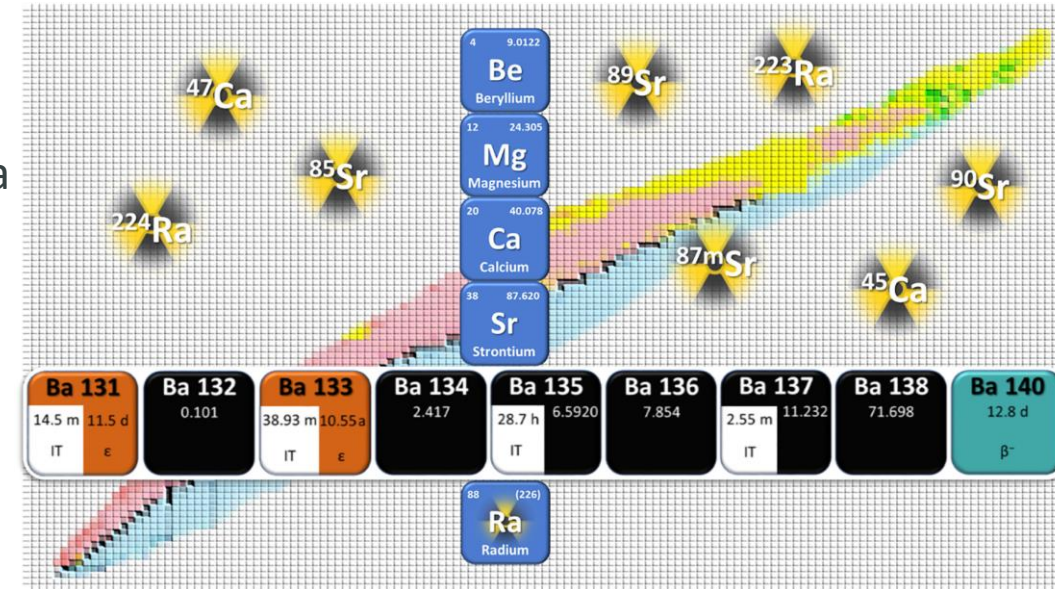 4 9.0122
Be
Beryllium
12 24.305
Mg
Magnesium
20 40.078
Ca
Calcium
38 87.620
Sr
Strontium
47Ca
85Sr
224Ra
89Sr
223Ra
90Sr
87mSr
45Ca
a
Ba 131
14.5 m 11.5 d
IT ε
Ba 132
0.101
Ba 133
38.93 m 10.55a
IT ε
Ba 134
2.417
Ba 135
28.7 h 6.5920
IT
Ba 136
7.854
Ba 137
2.55 m 11.232
IT
Ba 138
71.698
Ba 140
12.8 d
β⁻
88 (226)
Ra
Radium